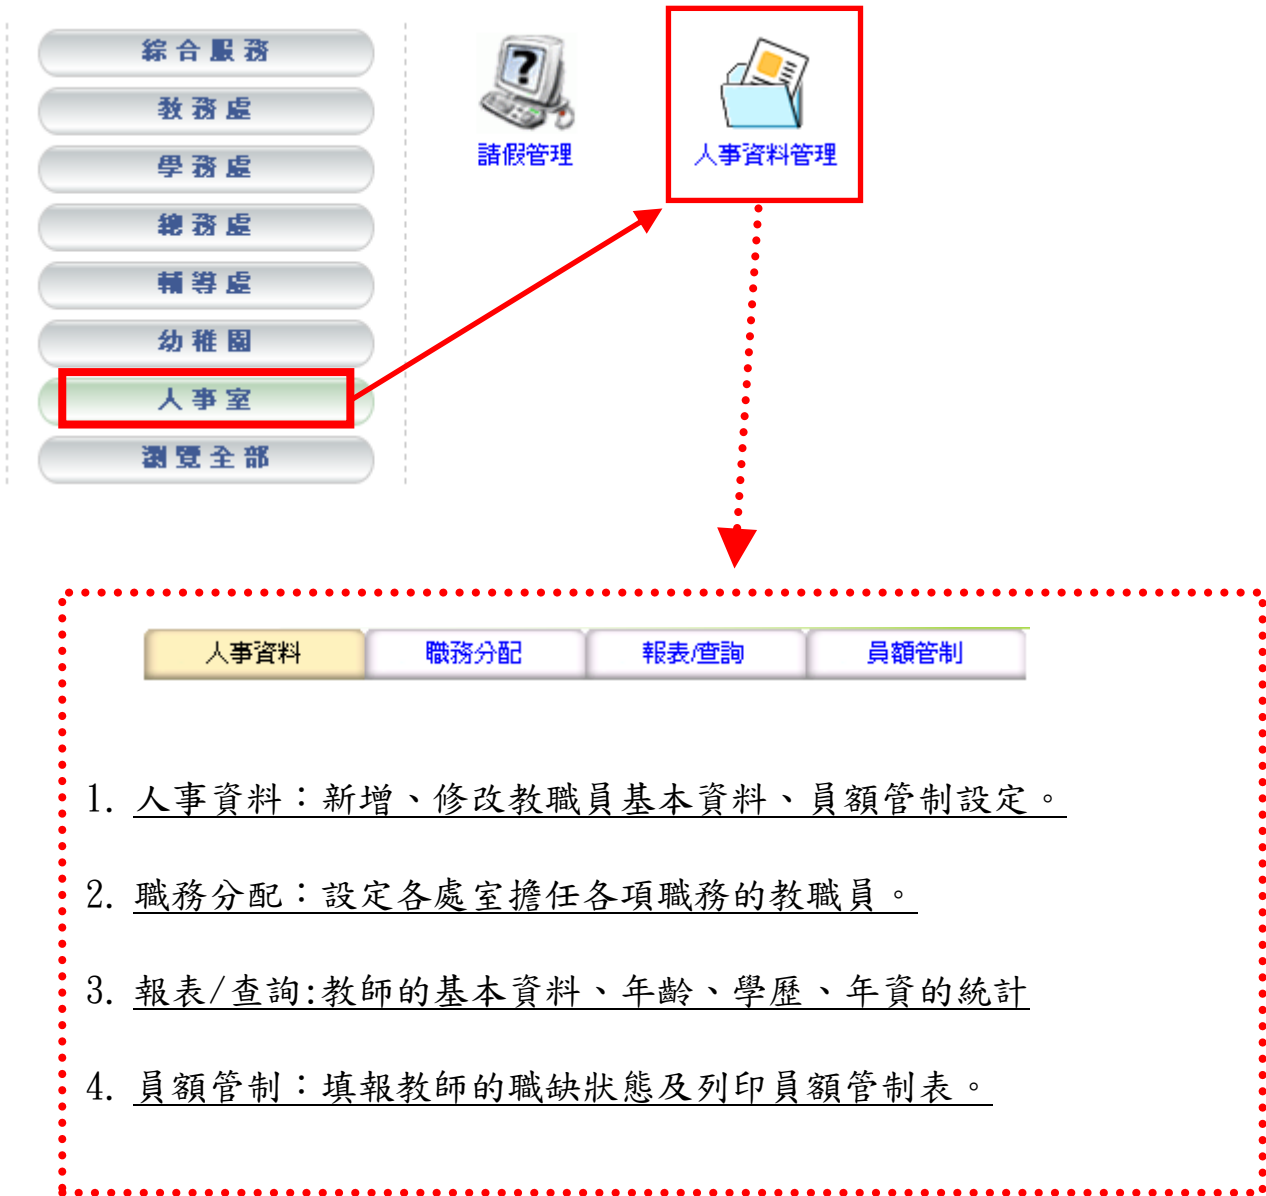 綜合服務
教務處
學務處
總務處
輔導處
幼稚園
人事室
瀏覽全部
?
請假管理
人事資料管理
人事資料 職務分配 報表/查詢 員額管制
1. 人事資料：新增、修改教職員基本資料、員額管制設定。
2. 職務分配：設定各處室擔任各項職務的教職員。
3. 報表/查詢:教師的基本資料、年齡、學歷、年資的統計
4. 員額管制：填報教師的職缺狀態及列印員額管制表。